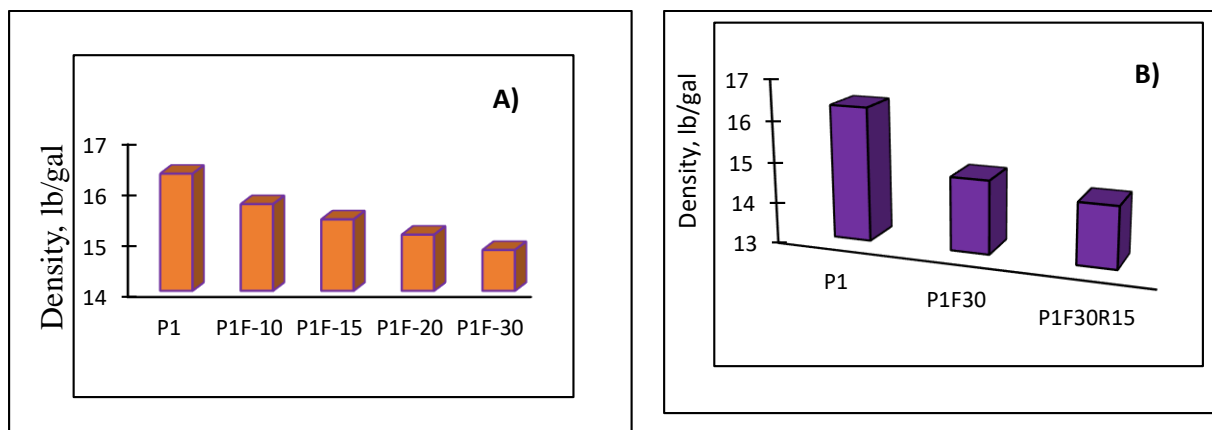 A)
Density, lb/gal
17
16
15
14
P1 P1F-10 P1F-15 P1F-20 P1F-30
B)
Density, lb/gal
17
16
15
14
13
P1
P1F30
P1F30R15